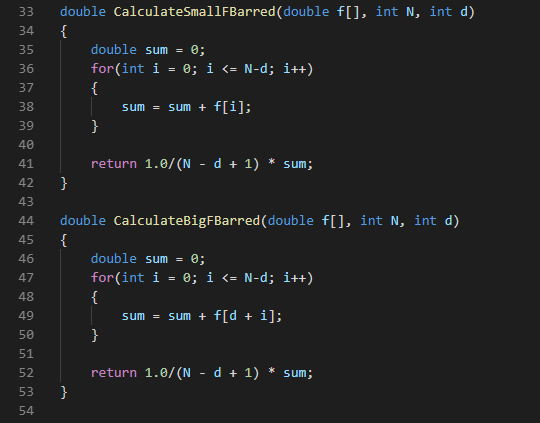 33 double CalculateSmallFBarred(double f[], int N, int d)
34 {
35     double sum = 0;
36     for(int i = 0; i <= N-d; i++)
37     {
38         sum = sum + f[i];
39     }
40
41     return 1.0/(N - d + 1) * sum;
42 }
43
44 double CalculateBigFBarred(double f[], int N, int d)
45 {
46     double sum = 0;
47     for(int i = 0; i <= N-d; i++)
48     {
49         sum = sum + f[d + i];
50     }
51
52     return 1.0/(N - d + 1) * sum;
53 }
54